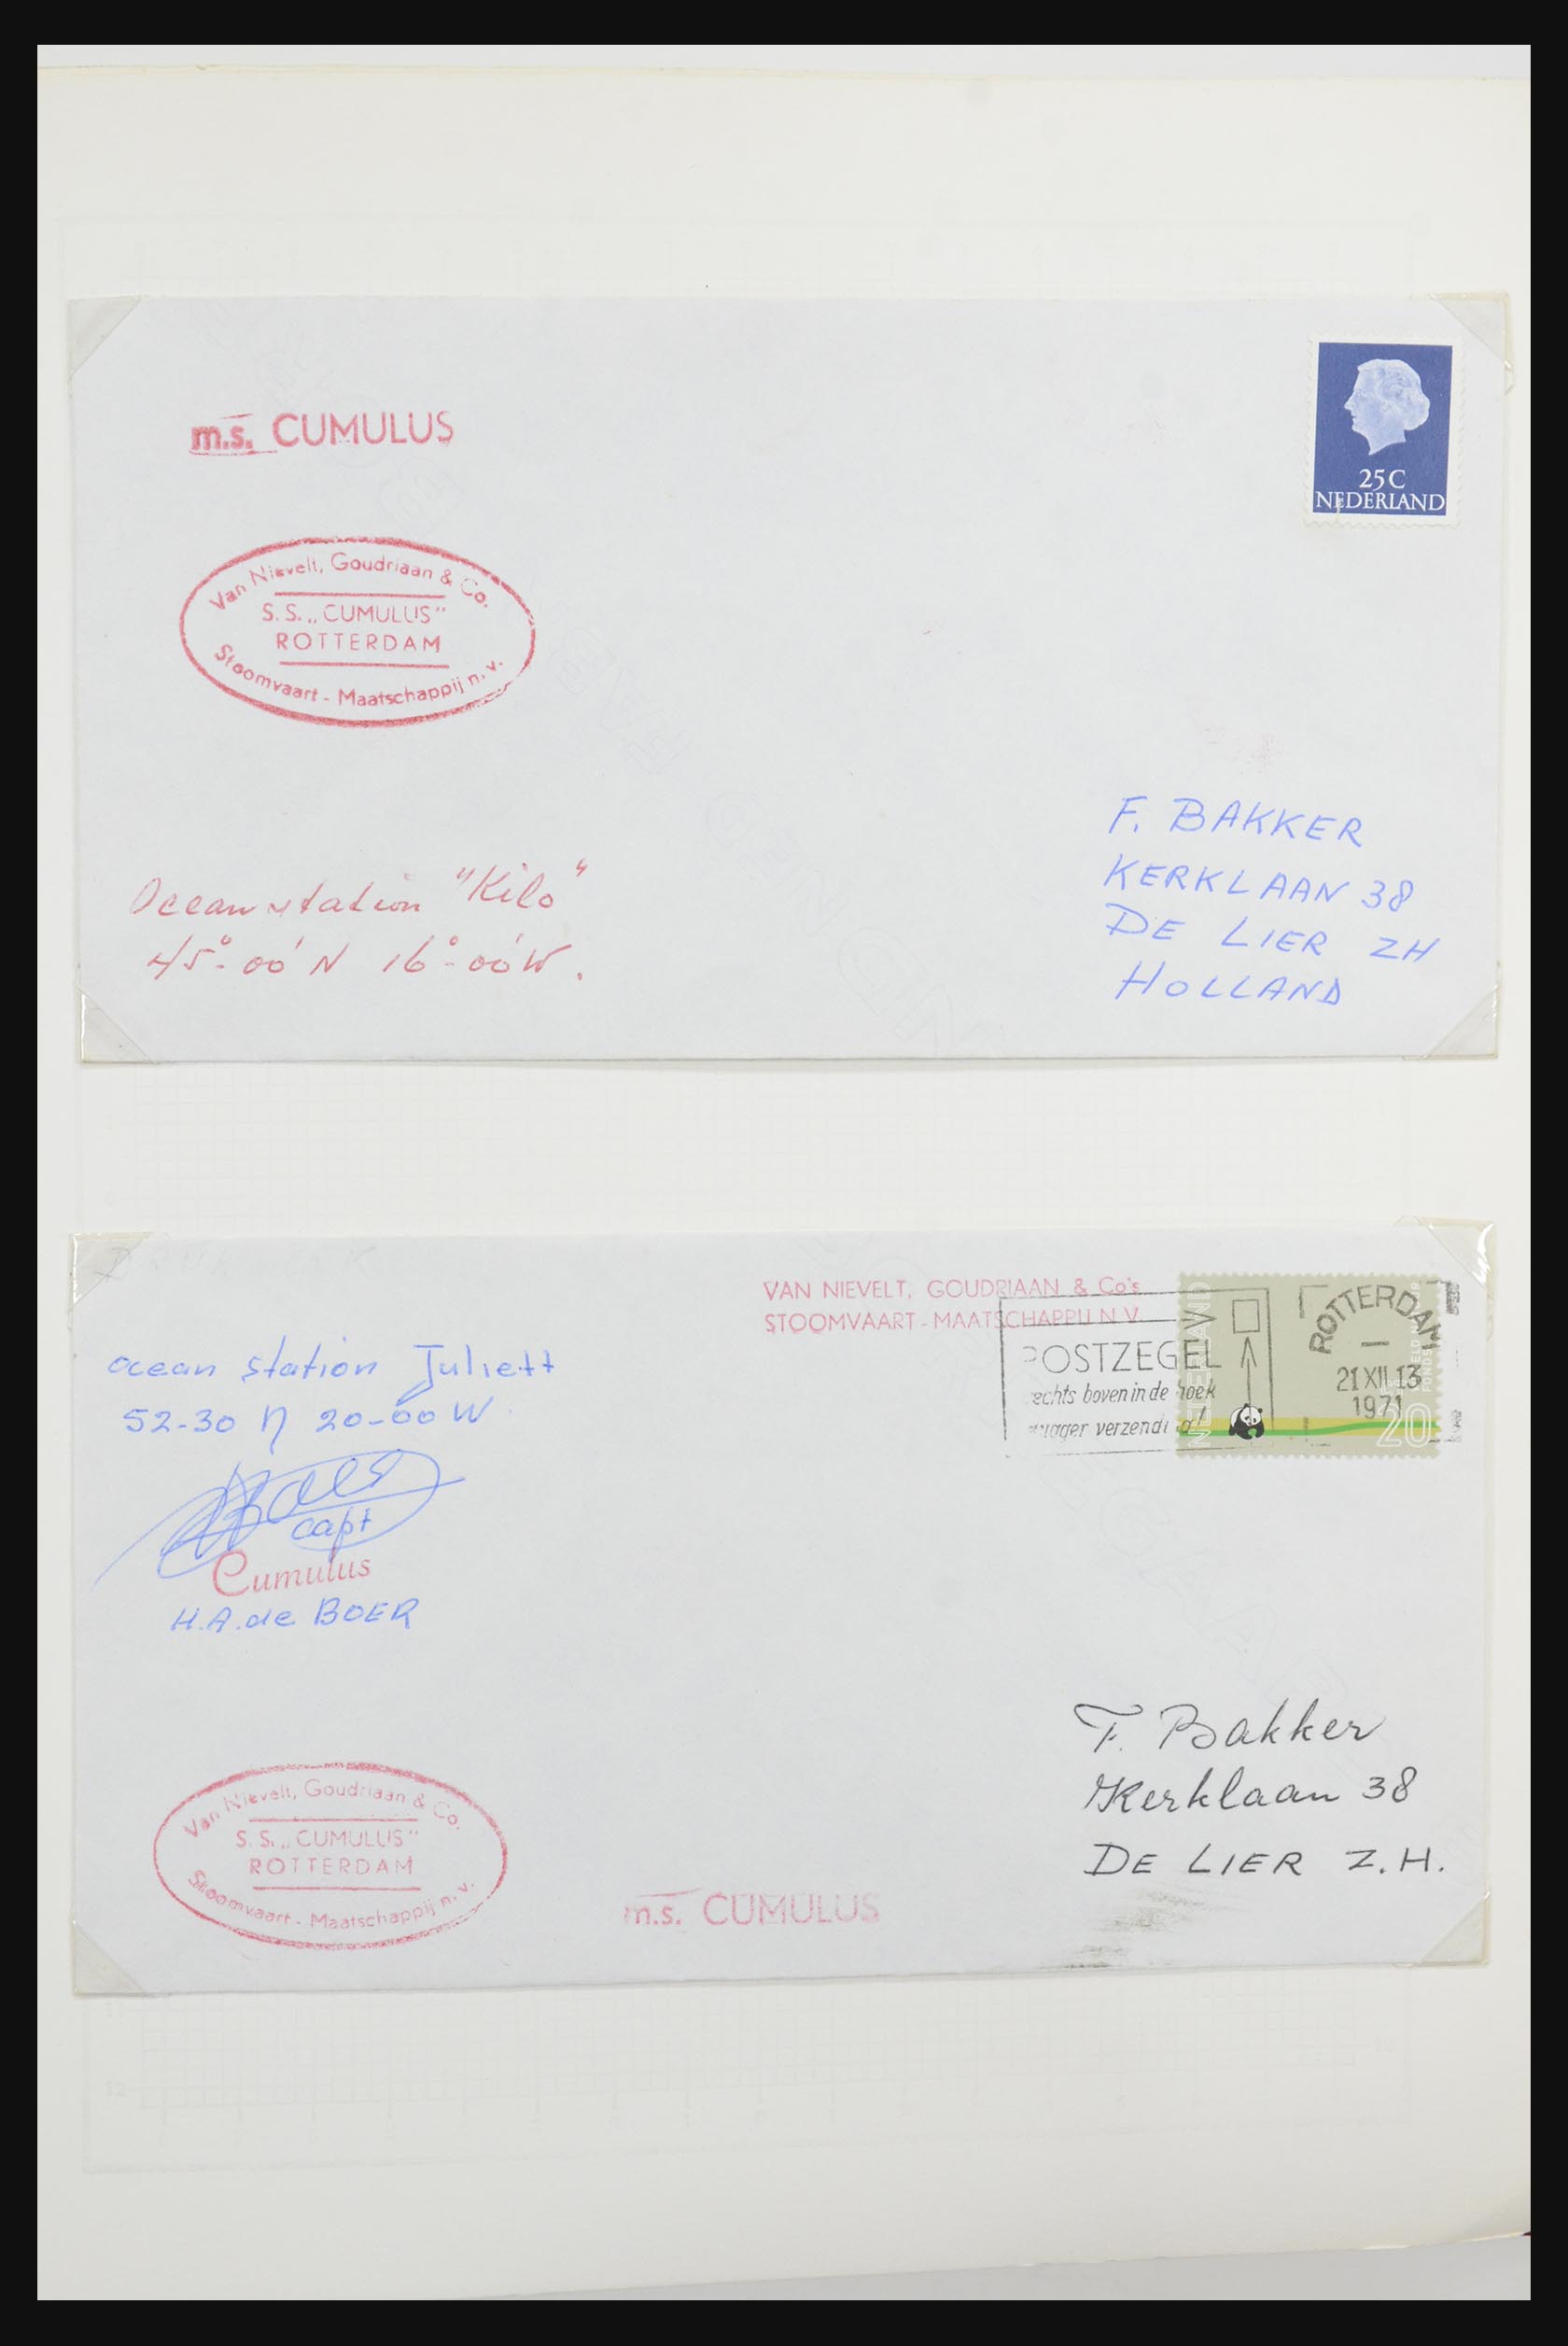 m.s. CUMULUS
25C
NEDERLAND
Van Nievelt, Goudriaan & Co.
S.S. „CUMULUS”
ROTTERDAM
Stoomvaart - Maatschappij n.v.
Ocean station "Kilo"
45°-00' N 16°-00' W.
F. BAKKER
KERKLAAN 38
DE LIER ZH
HOLLAND
VAN NIEVELT, GOUDRIAAN & Co's
STOOMVAART - MAATSCHAPPIJ N.V.
POSTZEGEL
rechts boven in de hoek
verzending!
NEDERLAND
20
ROTTERDAM
21 XII 13
1971
ocean station Juliett
52-30 N 20-00 W
capt
Cumulus
H.A. de BOER
F. Bakker
Kerklaan 38
DE LIER Z.H.
Van Nievelt, Goudriaan & Co.
S.S. „CUMULUS”
ROTTERDAM
Stoomvaart - Maatschappij n.v.
m.s. CUMULUS